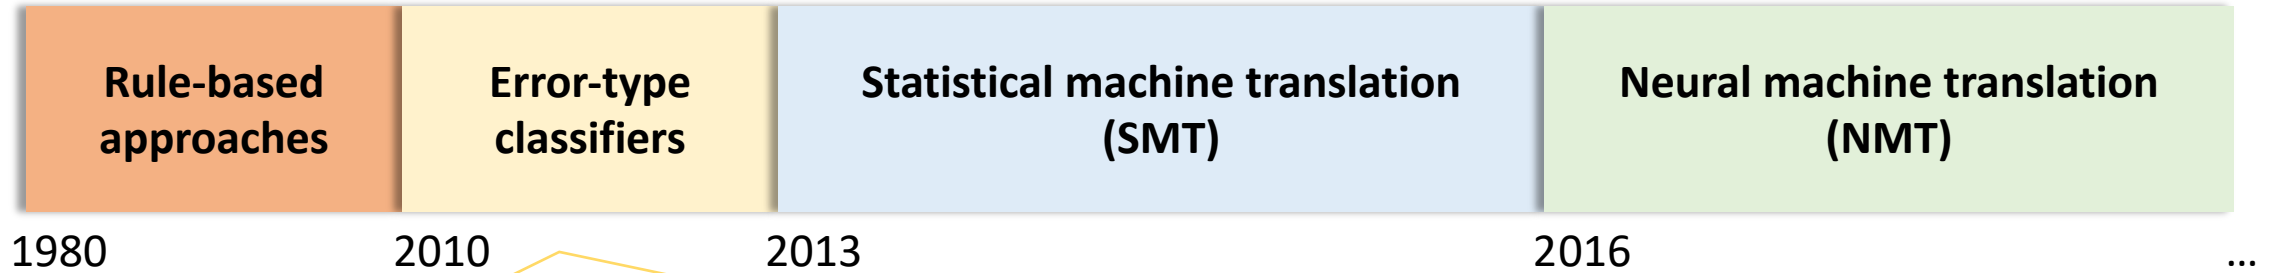 Rule-based
approaches
Error-type
classifiers
Statistical machine translation
(SMT)
Neural machine translation
(NMT)
1980
2010
2013
2016
...